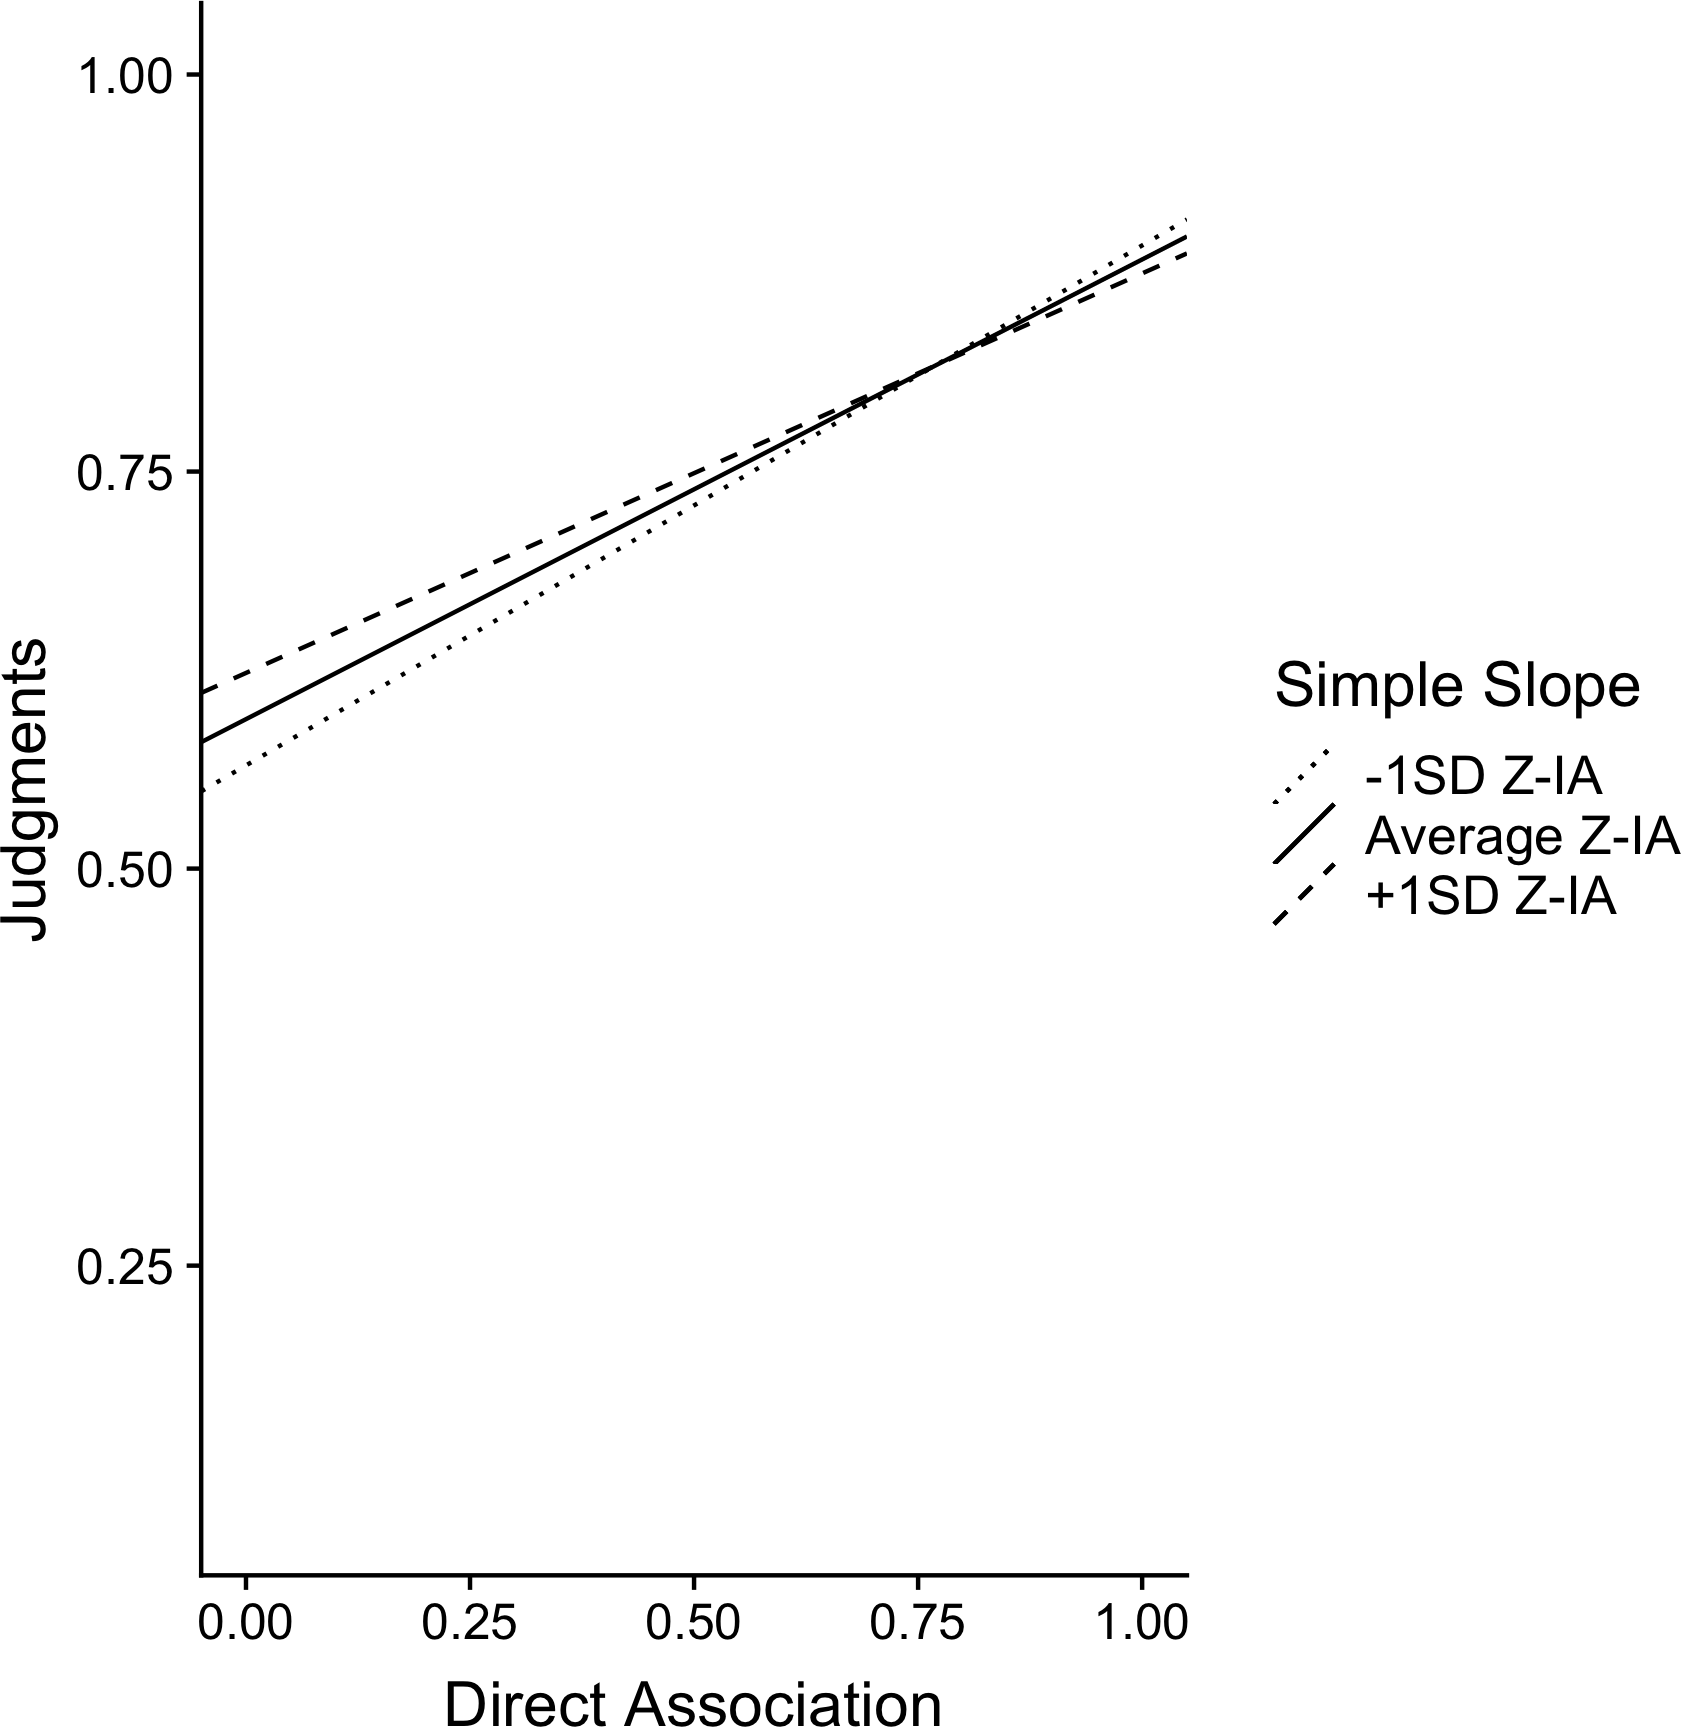 Judgments
1.00
0.75
0.50
0.25
0.00 0.25 0.50 0.75 1.00
Direct Association
Simple Slope
-1SD Z-IA
Average Z-IA
+1SD Z-IA